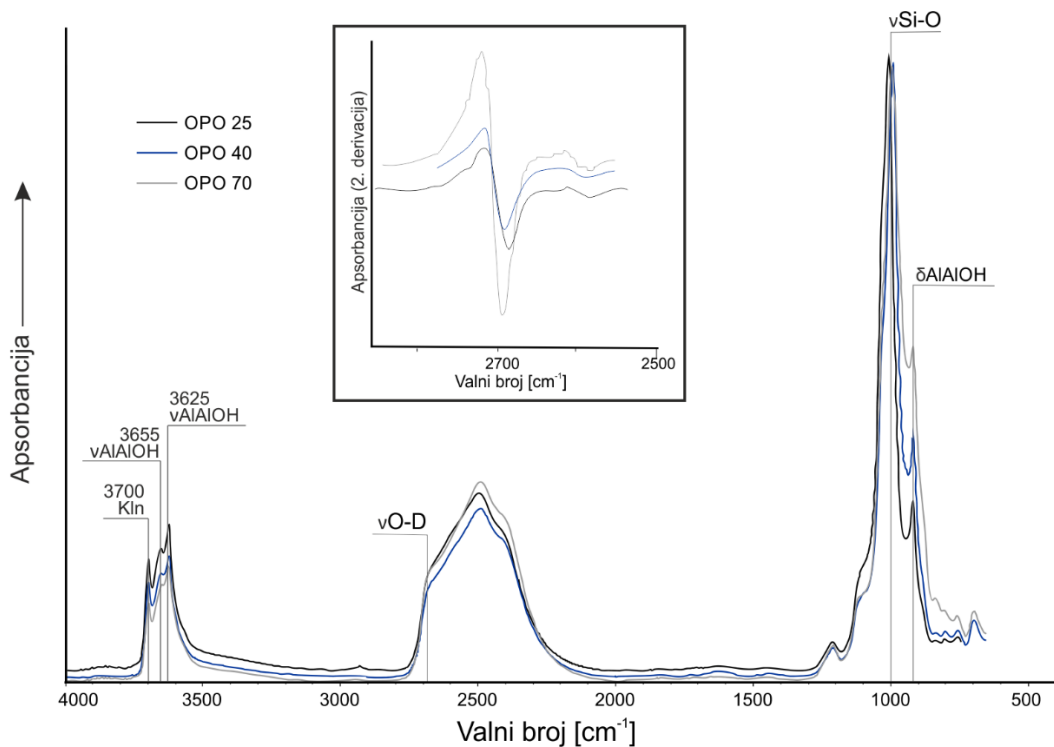 νSi-O
OPO 25
OPO 40
OPO 70
Apsorbancija (2. derivacija)
2700
2500
Valni broj [cm⁻¹]
δAlAlOH
Apsorbancija
3625
νAlAlOH
3655
νAlAlOH
3700
Kln
νO-D
4000
3500
3000
2500
2000
1500
1000
500
Valni broj [cm⁻¹]